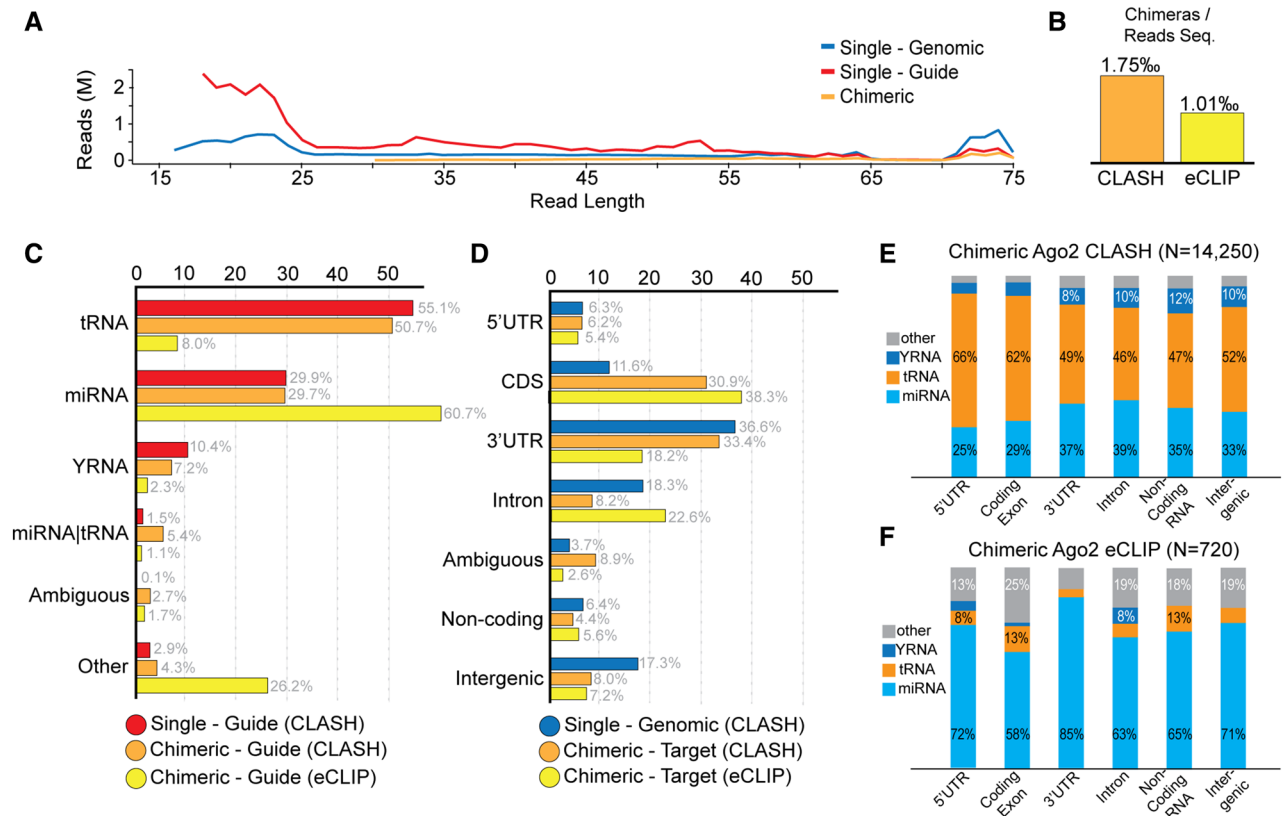 A
Single - Genomic
Single - Guide
Chimeric
Reads (M)
2
1
0
15
25
35
45
55
65
75
Read Length
B
Chimeras /
Reads Seq.
1.75‰
1.01‰
CLASH
eCLIP
C
0
10
20
30
40
50
tRNA
55.1%
50.7%
8.0%
miRNA
29.9%
29.7%
60.7%
YRNA
10.4%
7.2%
2.3%
miRNA|tRNA
1.5%
5.4%
1.1%
Ambiguous
0.1%
2.7%
1.7%
Other
2.9%
4.3%
26.2%
Single - Guide (CLASH)
Chimeric - Guide (CLASH)
Chimeric - Guide (eCLIP)
D
0
10
20
30
40
50
5'UTR
6.3%
6.2%
5.4%
CDS
11.6%
30.9%
38.3%
3'UTR
36.6%
33.4%
18.2%
Intron
18.3%
8.2%
22.6%
Ambiguous
3.7%
8.9%
2.6%
Non-coding
6.4%
4.4%
5.6%
Intergenic
17.3%
8.0%
7.2%
Single - Genomic (CLASH)
Chimeric - Target (CLASH)
Chimeric - Target (eCLIP)
E
Chimeric Ago2 CLASH (N=14,250)
other
YRNA
tRNA
miRNA
8%
10%
12%
10%
66%
62%
49%
46%
47%
52%
25%
29%
37%
39%
35%
33%
5'UTR
Coding
Exon
3'UTR
Intron
Non-
Coding
RNA
Inter-
genic
F
Chimeric Ago2 eCLIP (N=720)
other
YRNA
tRNA
miRNA
13%
25%
19%
18%
19%
8%
13%
8%
13%
72%
58%
85%
63%
65%
71%
5'UTR
Coding
Exon
3'UTR
Intron
Non-
Coding
RNA
Inter-
genic